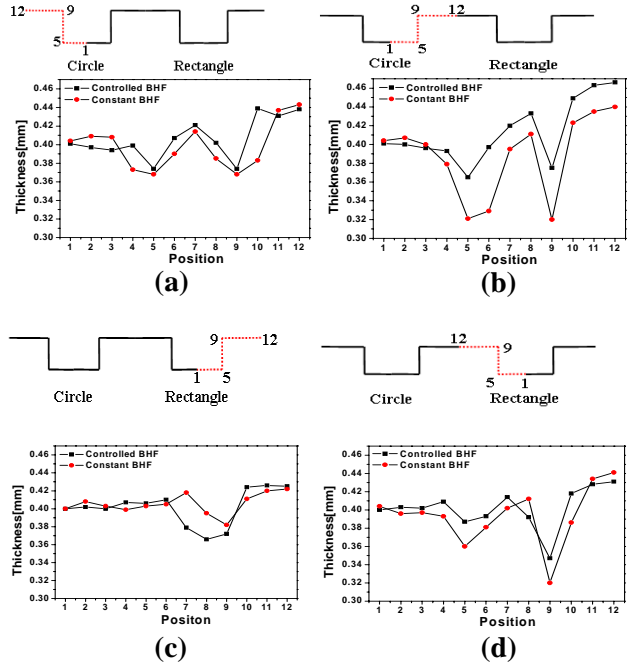 12 9
5 1
Circle Rectangle
Controlled BHF
Constant BHF
Thickness[mm]
0.46
0.44
0.42
0.40
0.38
0.36
0.34
0.32
0.30
1 2 3 4 5 6 7 8 9 10 11 12
Position
(a)
9 12
1 5
Circle Rectangle
Controlled BHF
Contant BHF
Thickness[mm]
0.46
0.44
0.42
0.40
0.38
0.36
0.34
0.32
0.30
1 2 3 4 5 6 7 8 9 10 11 12
Position
(b)
9 12
1 5
Circle Rectangle
Controlled BHF
Constant BHF
Thickness[mm]
0.46
0.44
0.42
0.40
0.38
0.36
0.34
0.32
0.30
1 2 3 4 5 6 7 8 9 10 11 12
Position
(c)
12 9
5 1
Circle Rectangle
Controlled BHF
Constant BHF
Thickness[mm]
0.46
0.44
0.42
0.40
0.38
0.36
0.34
0.32
0.30
1 2 3 4 5 6 7 8 9 10 11 12
Position
(d)